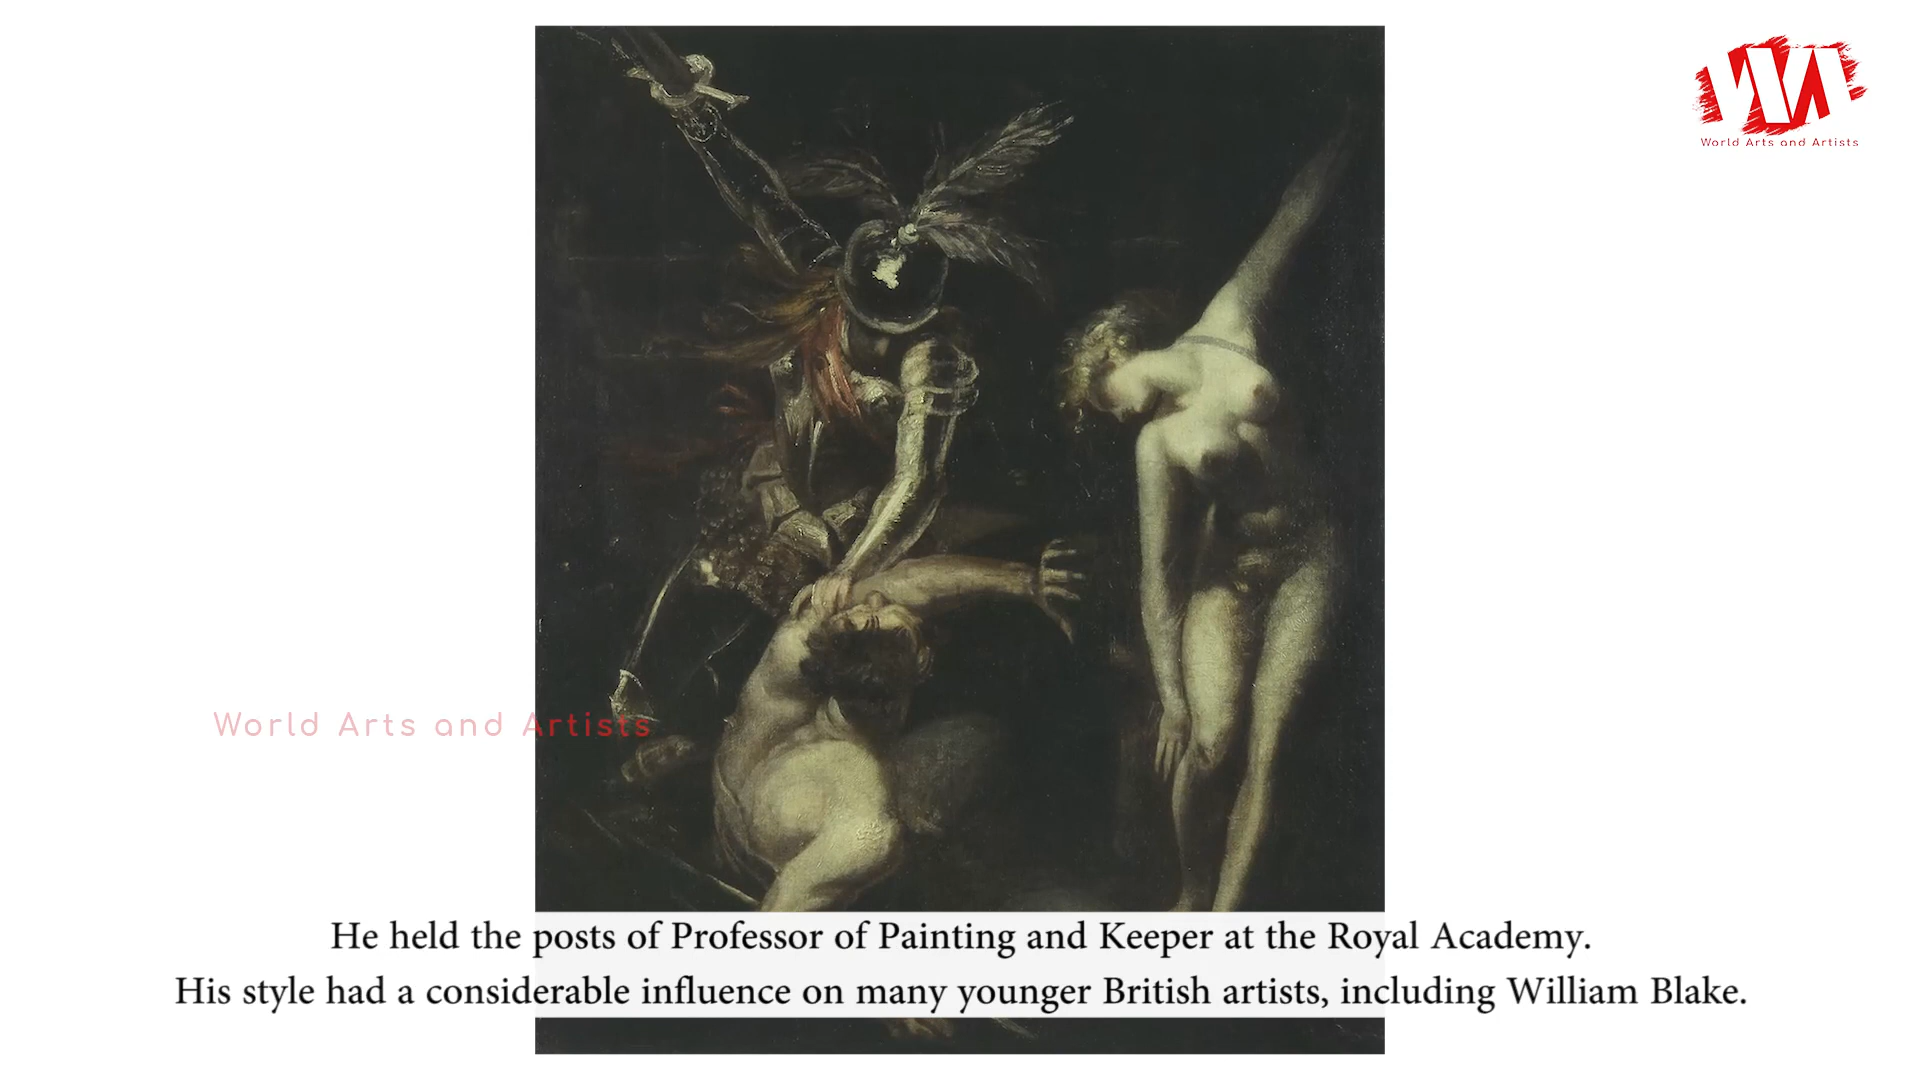 World Arts and Artists
World Arts and Artists
He held the posts of Professor of Painting and Keeper at the Royal Academy.
His style had a considerable influence on many younger British artists, including William Blake.